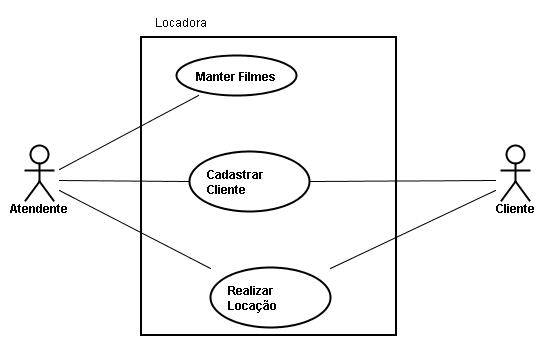 Locadora
Manter Filmes
Cadastrar
Cliente
Atendente
Cliente
Realizar
Locação